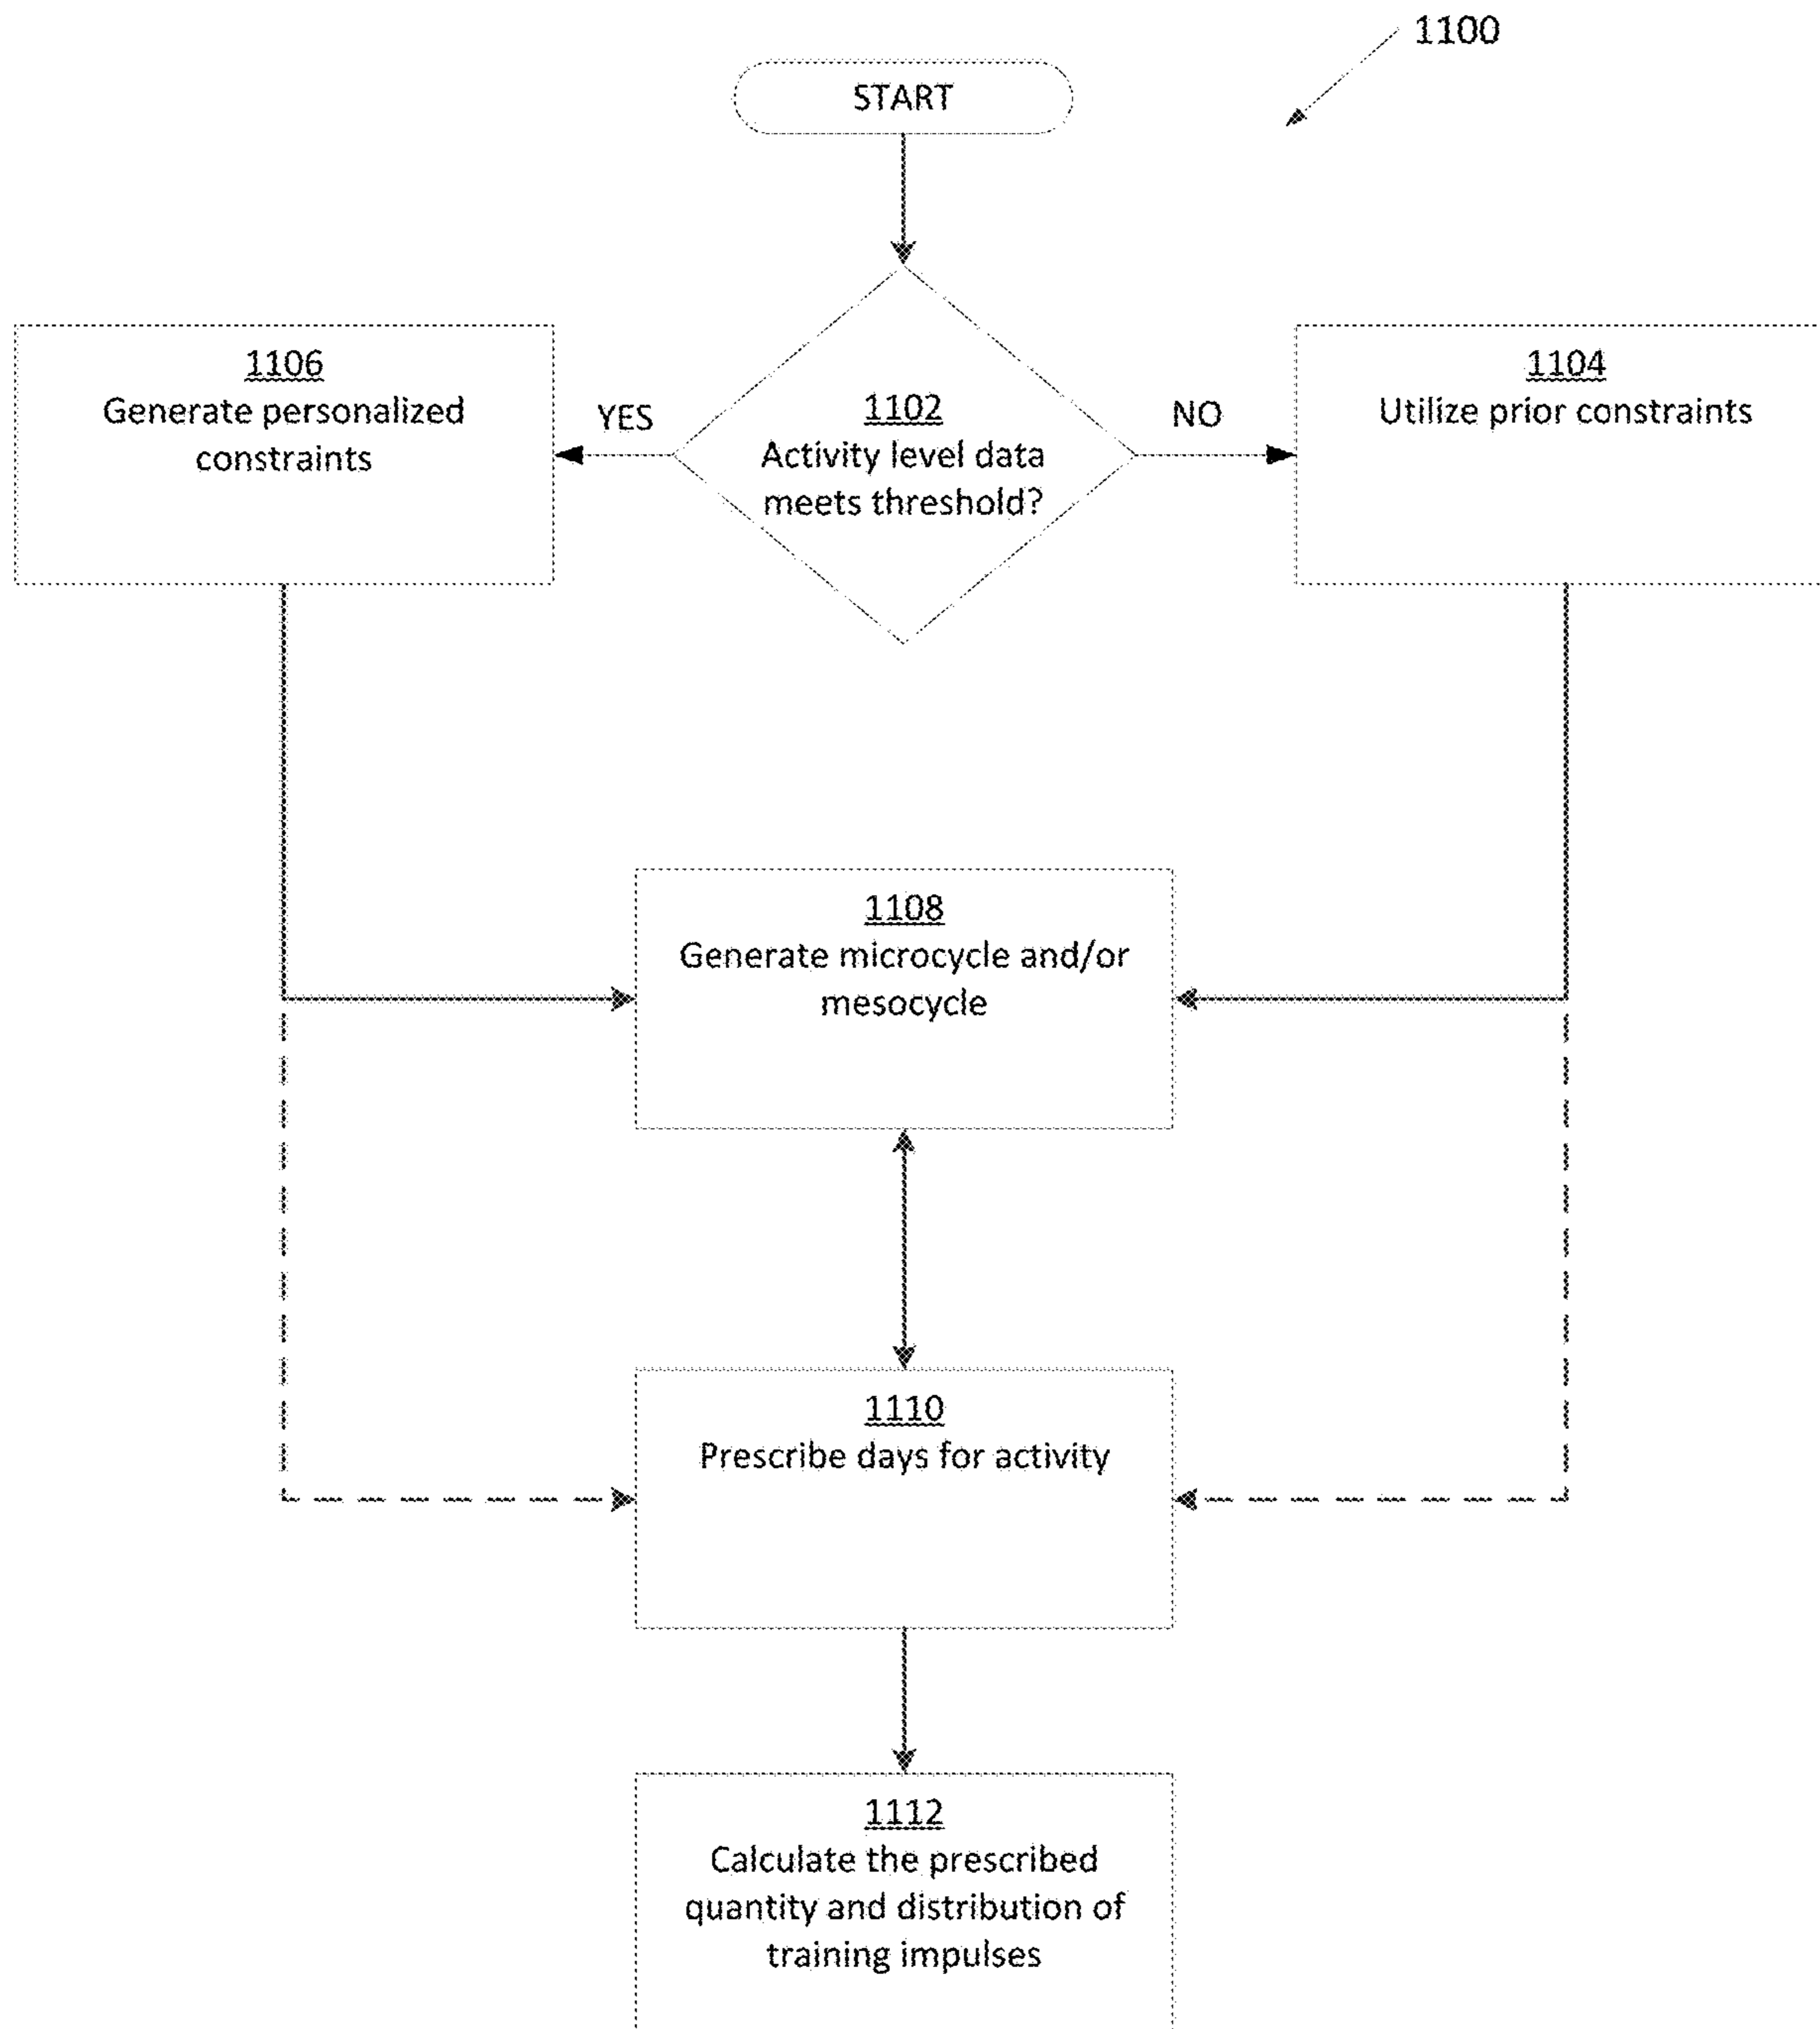 1100
START
1106
Generate personalized
constraints
YES
1102
Activity level data
meets threshold?
NO
1104
Utilize prior constraints
1108
Generate microcycle and/or
mesocycle
1110
Prescribe days for activity
1112
Calculate the prescribed
quantity and distribution of
training impulses